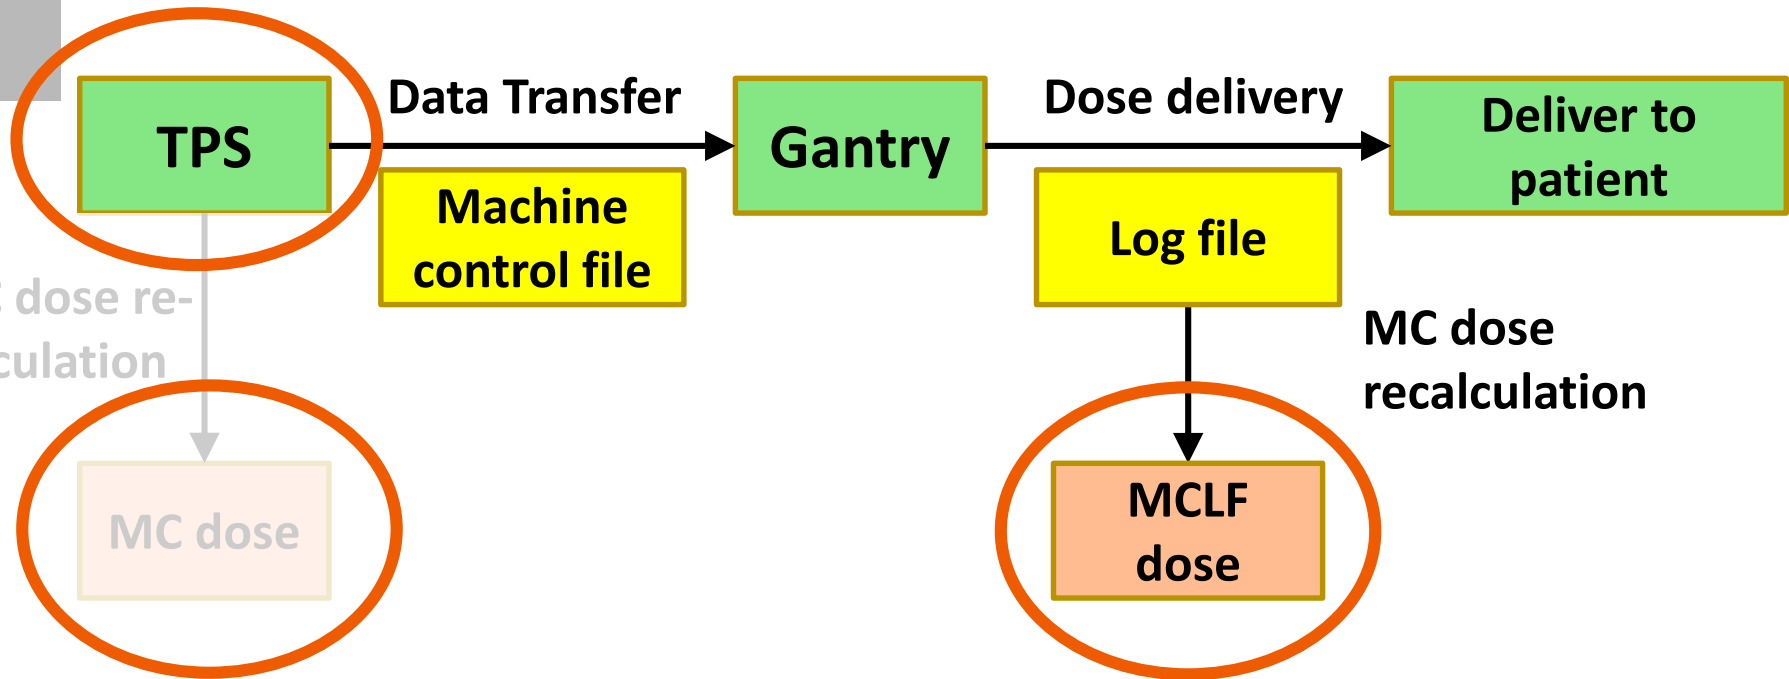 TPS
Data Transfer
Machine
control file
Gantry
Dose delivery
Log file
Deliver to
patient
dose re-
culation
MC dose
MC dose
recalculation
MCLF
dose